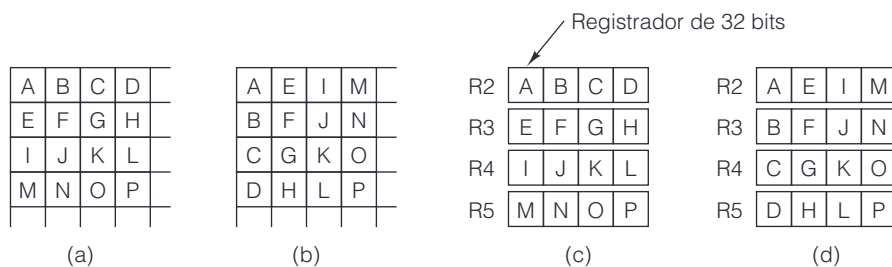 Registrador de 32 bits
A B C D
E F G H
I J K L
M N O P
(a)
A E I M
B F J N
C G K O
D H L P
(b)
R2 A B C D
R3 E F G H
R4 I J K L
R5 M N O P
(c)
R2 A E I M
R3 B F J N
R4 C G K O
R5 D H L P
(d)